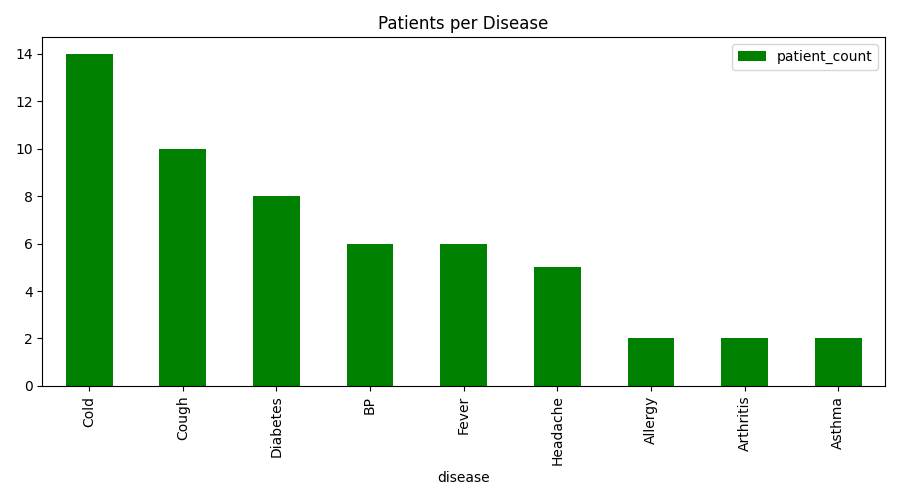 Patients per Disease
patient_count
14
12
10
8
6
4
2
0
Cold
Cough
Diabetes
BP
Fever
Headache
Allergy
Arthritis
Asthma
disease